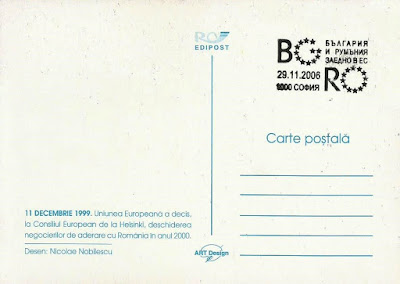 RO
EDIPOST
BG
БЪЛГАРИЯ
И РУМЪНИЯ
ЗАЕДНО В ЕС
29.11.2006
1000 СОФИЯ
RO
Carte poștală
11 DECEMBRIE 1999. Uniunea Europeană a decis,
la Consiliul European de la Helsinki, deschiderea
negocierilor de aderare cu România în anul 2000.
Desen: Nicolae Nobilescu
ART Design